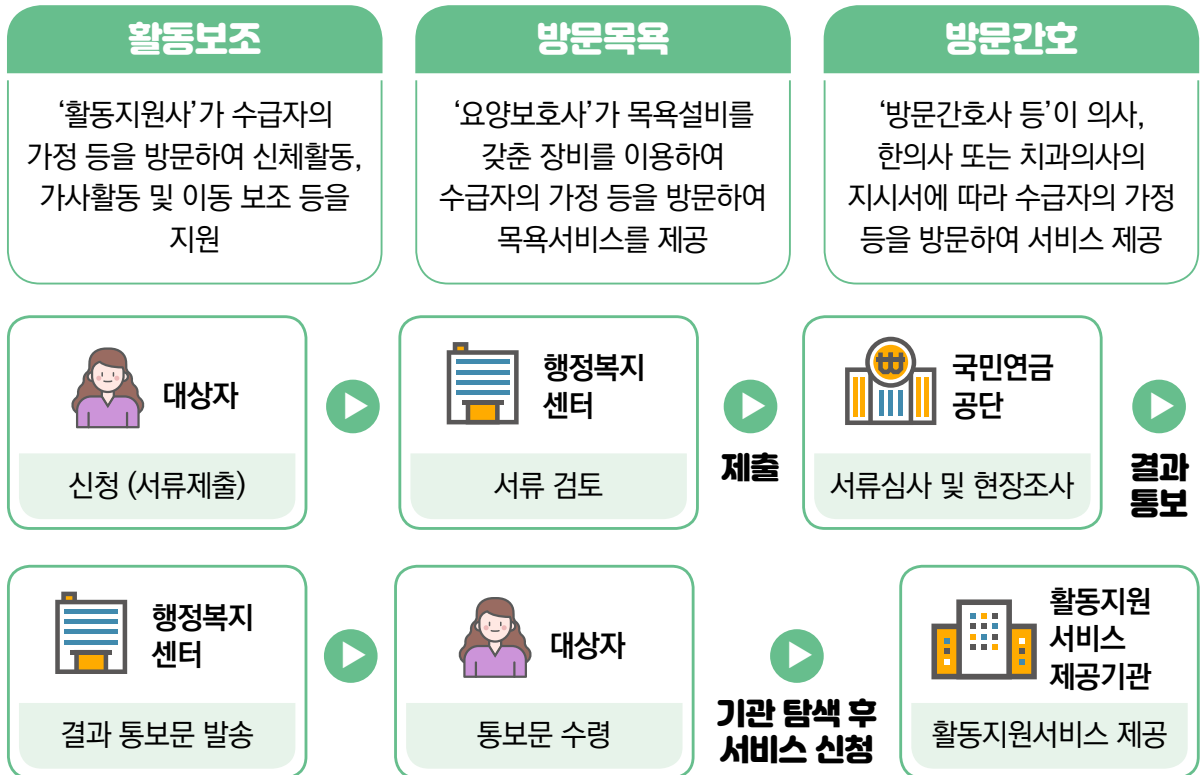 활동보조
‘활동지원사’가 수급자의
가정 등을 방문하여 신체활동,
가사활동 및 이동 보조 등을
지원
방문목욕
‘요양보호사’가 목욕설비를
갖춘 장비를 이용하여
수급자의 가정 등을 방문하여
목욕서비스를 제공
방문간호
‘방문간호사 등’이 의사,
한의사 또는 치과의사의
지시서에 따라 수급자의 가정
등을 방문하여 서비스 제공
대상자
신청 (서류제출)
행정복지
센터
서류 검토
제출
국민연금
공단
서류심사 및 현장조사
결과
통보
행정복지
센터
결과 통보문 발송
대상자
통보문 수령
기관 탐색 후
서비스 신청
활동지원
서비스
제공기관
활동지원서비스 제공